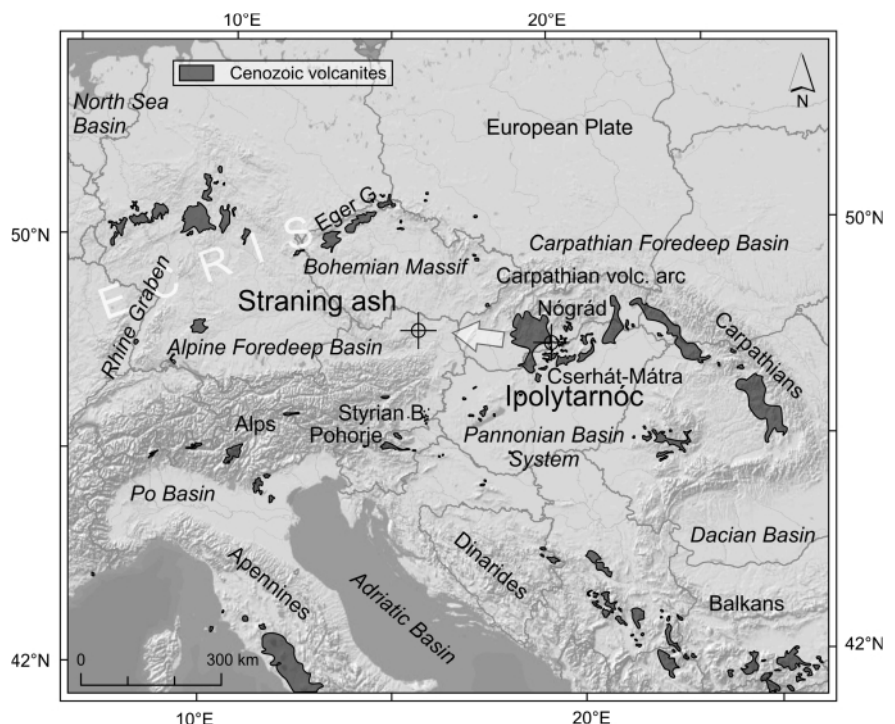 10°E
20°E
Cenozoic volcanites
N
North Sea
Basin
European Plate
Eger G.
50°N
50°N
ECRIS
Carpathian Foredeep Basin
Bohemian Massif
Carpathian volc. arc
Rhine Graben
Straning ash
Nógrád
Carpathians
Alpine Foredeep Basin
Cserhát-Mátra
Ipolytarnóc
Styrian B.
Alps
Pohorje
Pannonian Basin
System
Po Basin
Dacian Basin
Dinarides
Apennines
Adriatic Basin
Balkans
42°N
42°N
0
300 km
10°E
20°E